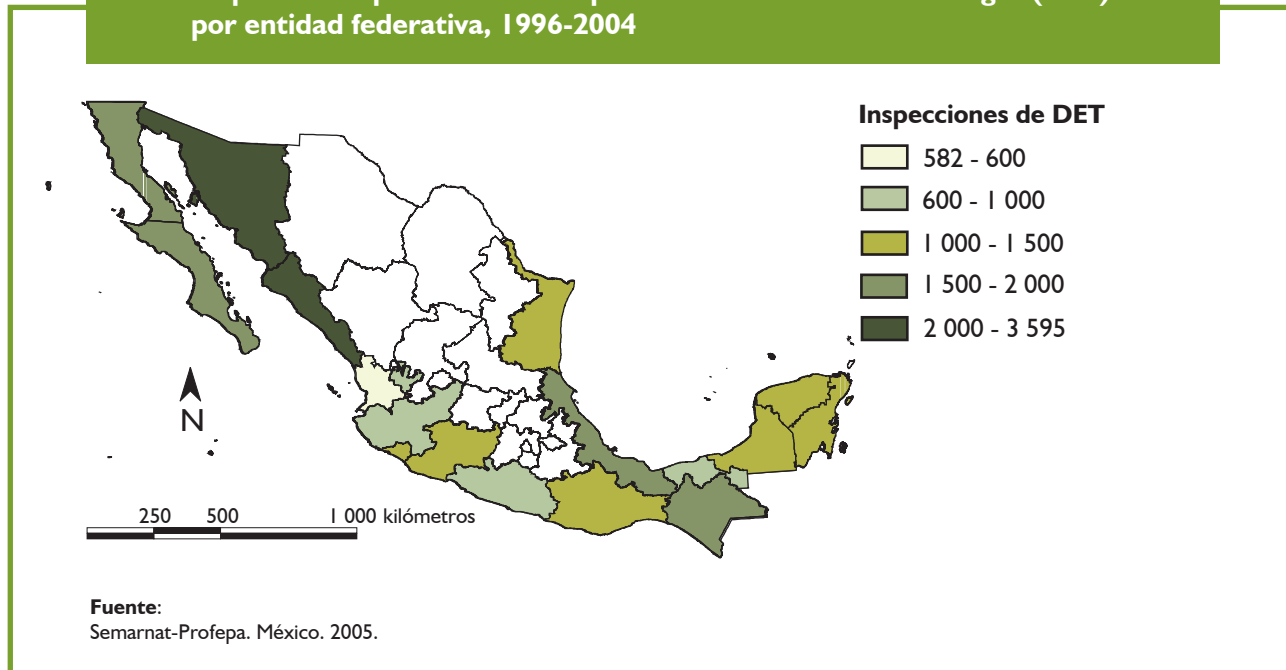 por entidad federativa, 1996-2004
Inspecciones de DET
582 - 600
600 - 1 000
1 000 - 1 500
1 500 - 2 000
2 000 - 3 595
N
250 500 1 000 kilómetros
Fuente:
Semarnat-Profepa. México. 2005.